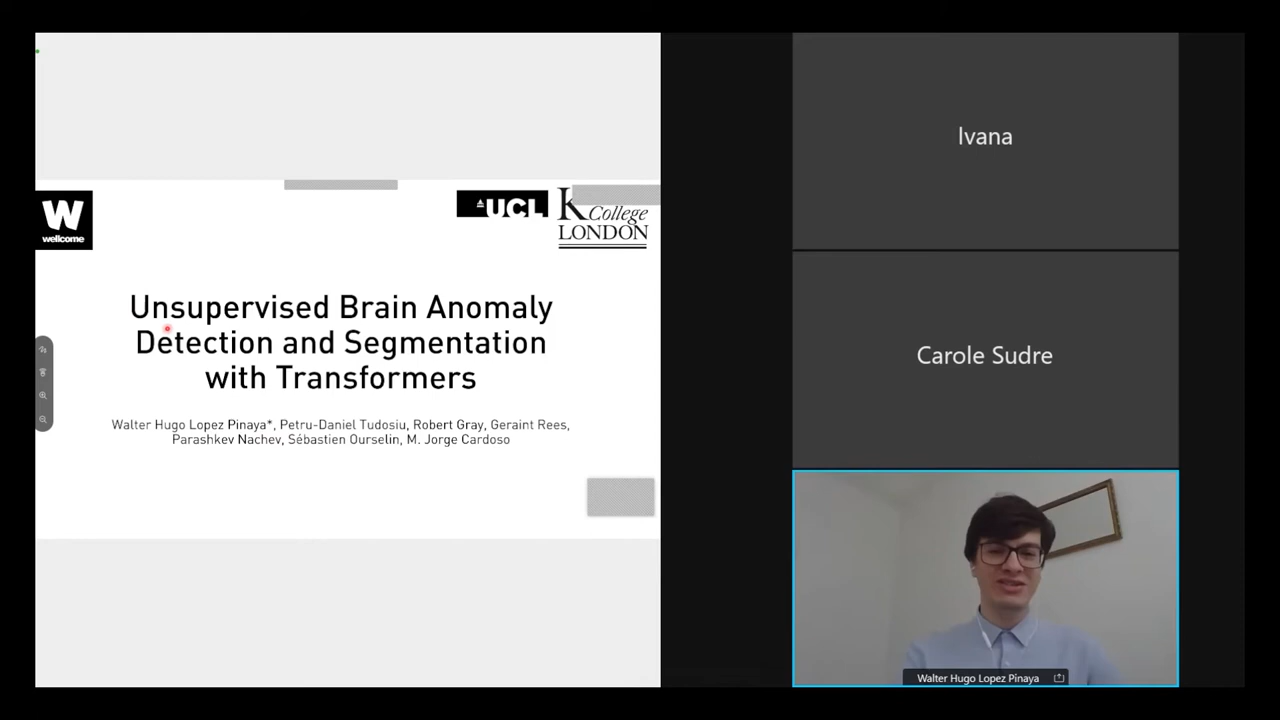 W
wellcome
UCL
K
College
LONDON
Unsupervised Brain Anomaly
Detection and Segmentation
with Transformers
Walter Hugo Lopez Pinaya*, Petru-Daniel Tudosiu, Robert Gray, Geraint Rees,
Parashkev Nachev, Sébastien Ourselin, M. Jorge Cardoso
Ivana
Carole Sudre
Walter Hugo Lopez Pinaya